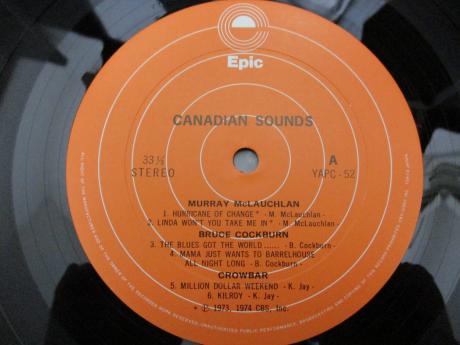 Epic
CANADIAN SOUNDS
33⅓
STEREO
A
YAPC-52
MURRAY McLAUCHLAN
1. HURRICANE OF CHANGE* - M. McLauchlan -
2. LINDA WON'T YOU TAKE ME IN* - M. McLauchlan -
BRUCE COCKBURN
3. THE BLUES GOT THE WORLD...... - B. Cockburn -
4. MAMA JUST WANTS TO BARRELHOUSE
ALL NIGHT LONG - B. Cockburn -
CROWBAR
5. MILLION DOLLAR WEEKEND - K. Jay -
6. KILROY - K. Jay -
* ℗ 1973, 1974 CBS, Inc.